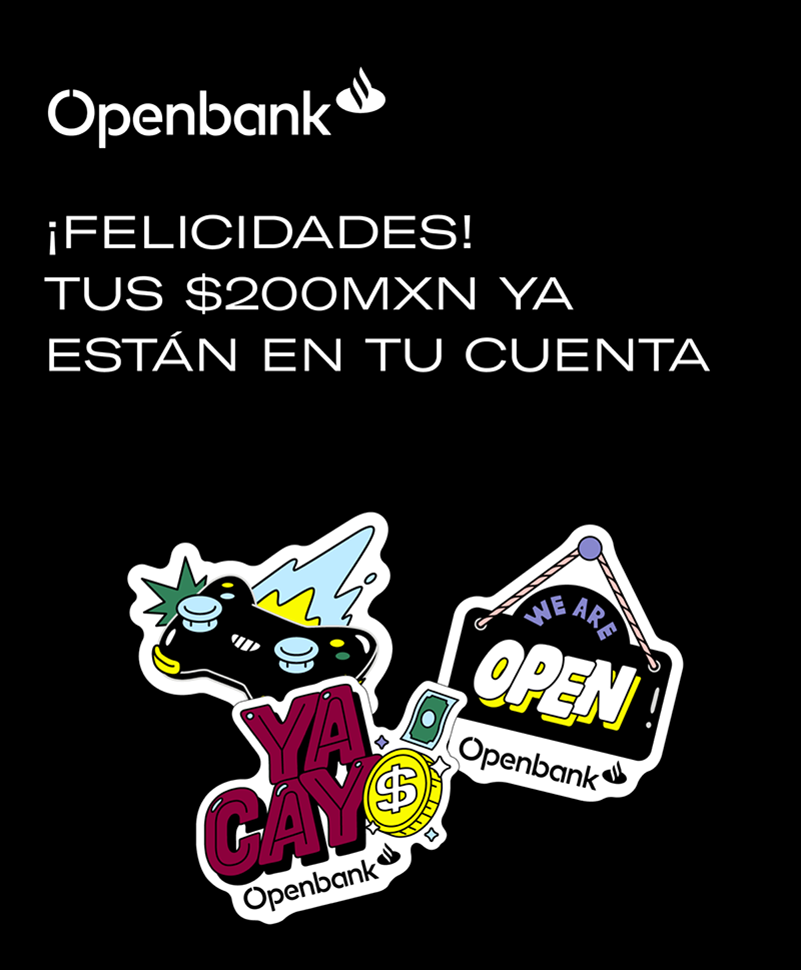 Openbank
¡FELICIDADES!
TUS $200MXN YA
ESTÁN EN TU CUENTA
WE ARE
OPEN
Openbank
YA
CAYÓ
$
Openbank